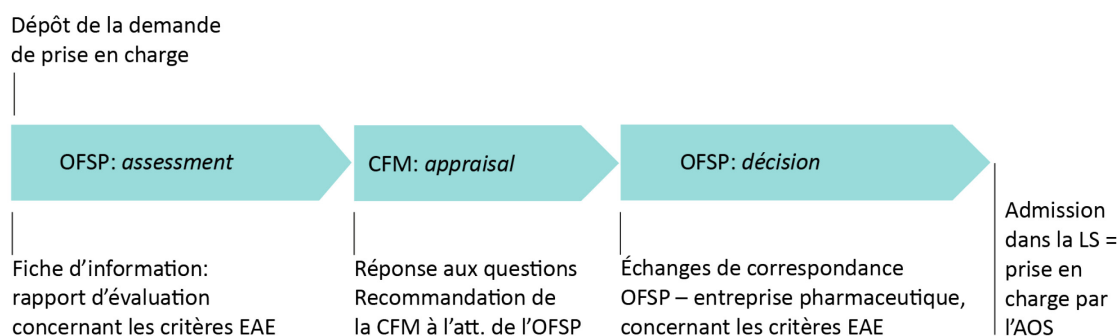 Dépôt de la demande
de prise en charge
OFSP: assessment
CFM: appraisal
OFSP: décision
Fiche d’information:
rapport d’évaluation
concernant les critères EAE
Réponse aux questions
Recommandation de
la CFM à l’att. de l’OFSP
Échanges de correspondance
OFSP – entreprise pharmaceutique,
concernant les critères EAE
Admission
dans la LS =
prise en
charge par
l’AOS